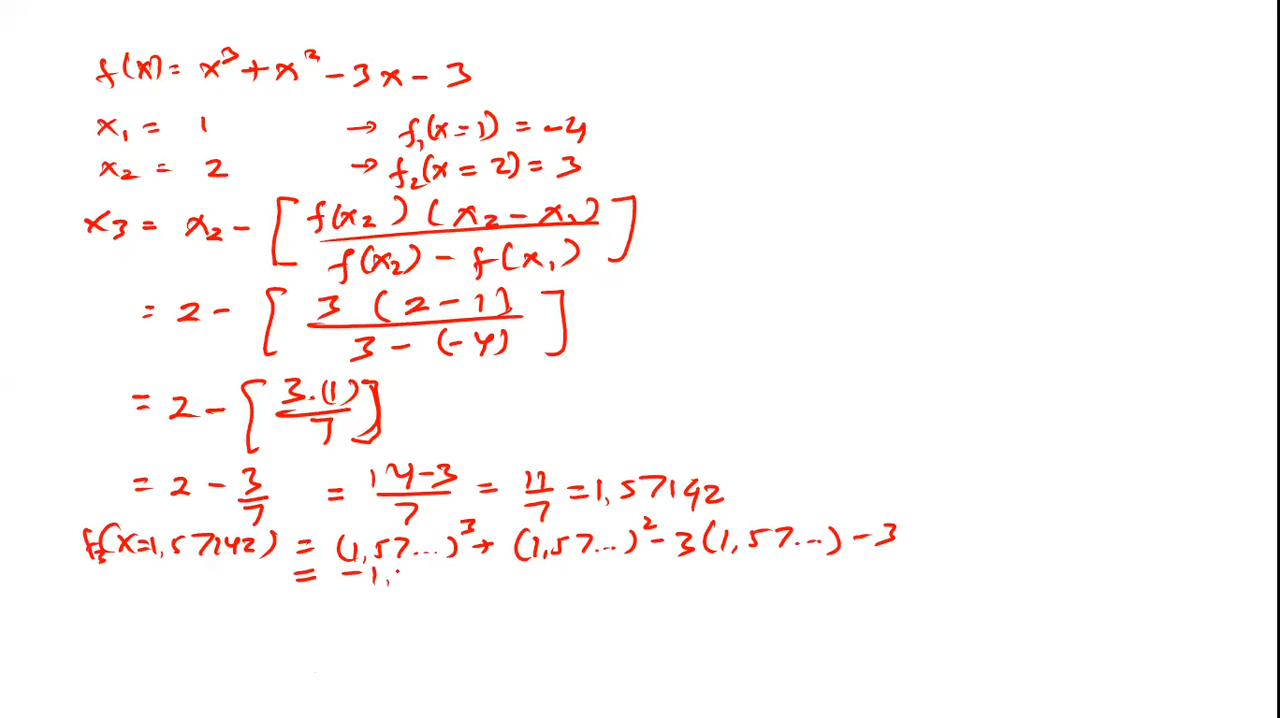 f(x) = x³ + x² - 3x - 3
x₁ = 1 → f₁(x=1) = -4
x₂ = 2 → f₂(x=2) = 3
x₃ = x₂ - [ f(x₂) (x₂ - x₁) / f(x₂) - f(x₁) ]
= 2 - [ 3 (2-1) / 3 - (-4) ]
= 2 - [ 3.(1) / 7 ]
= 2 - 3/7 = 14-3/7 = 11/7 = 1,57142
f₃(x=1,57142) = (1,57...)³ + (1,57...)² - 3(1,57...) - 3
= -1,